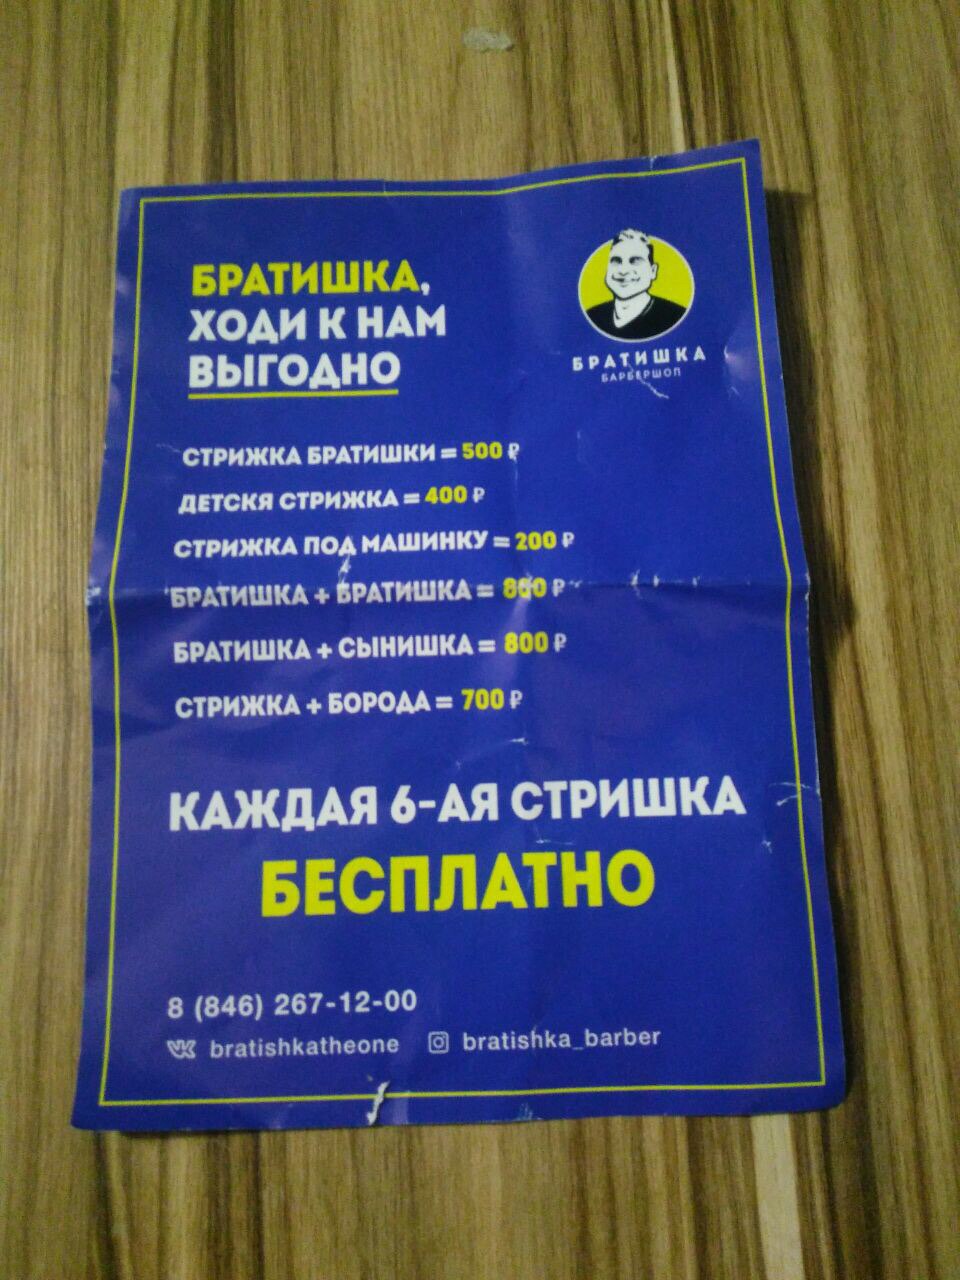 БРАТИШКА,
ХОДИ К НАМ
ВЫГОДНО
БРАТИШКА
БАРБЕРШОП
СТРИЖКА БРАТИШКИ = 500 ₽
ДЕТСКЯ СТРИЖКА = 400 ₽
СТРИЖКА ПОД МАШИНКУ = 200 ₽
БРАТИШКА + БРАТИШКА = 800 ₽
БРАТИШКА + СЫНИШКА = 800 ₽
СТРИЖКА + БОРОДА = 700 ₽
КАЖДАЯ 6-АЯ СТРИШКА
БЕСПЛАТНО
8 (846) 267-12-00
bratishkatheone bratishka_barber